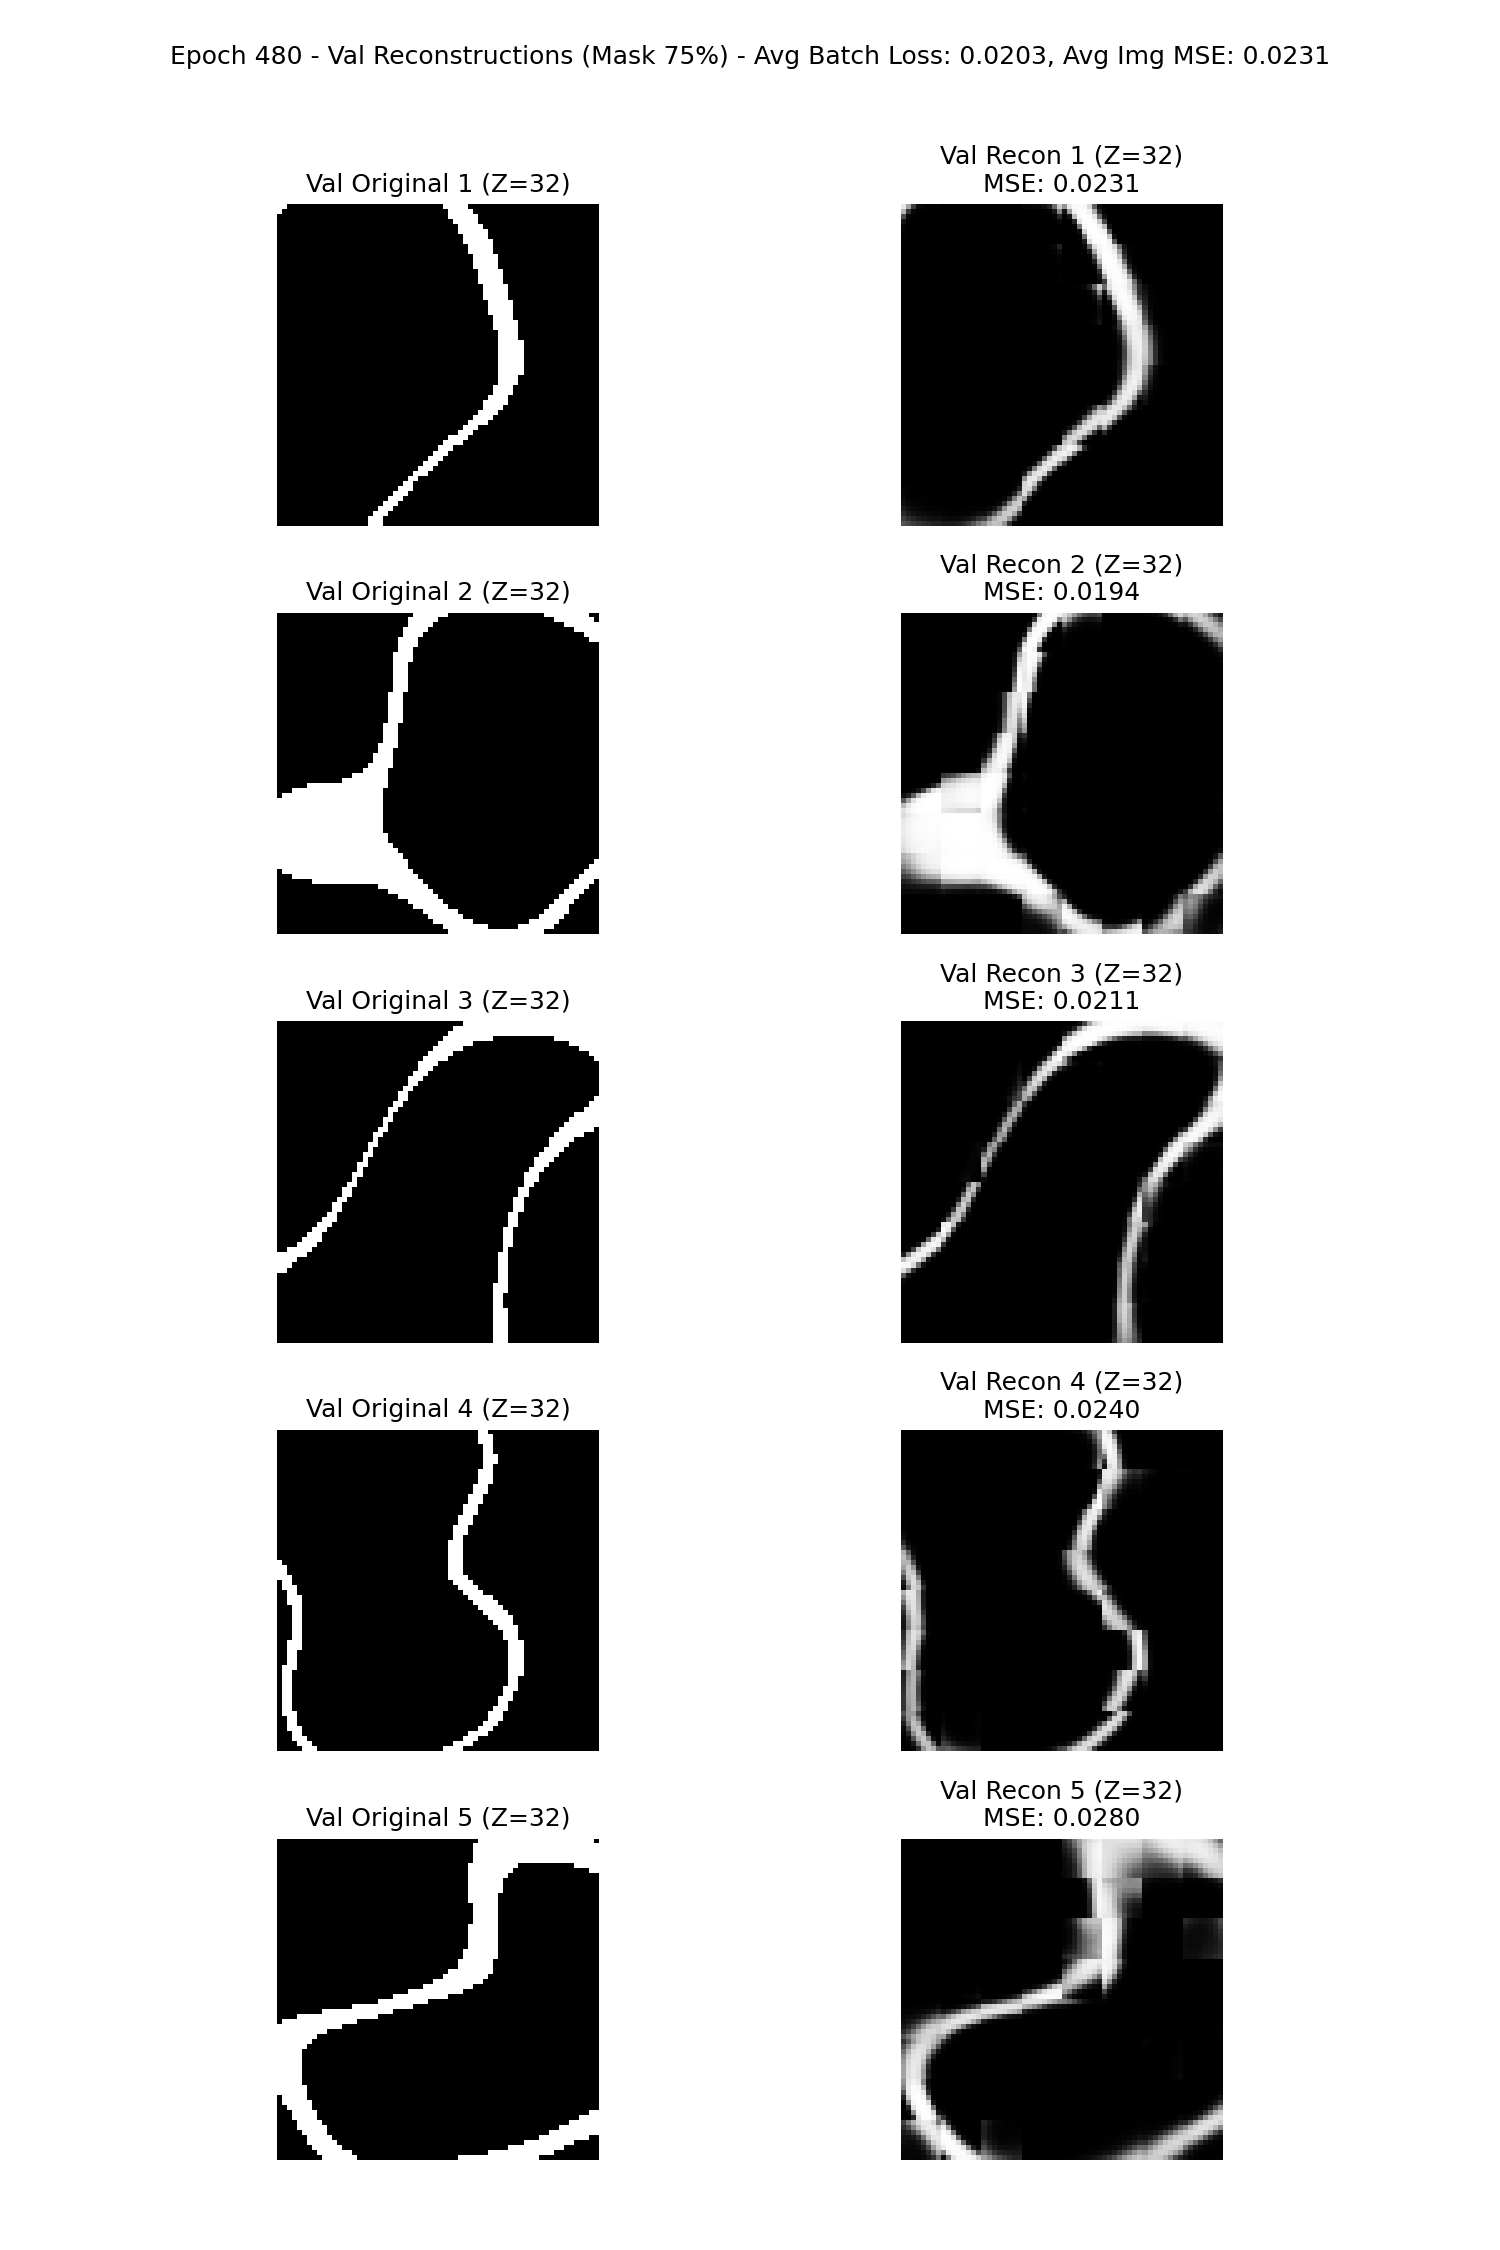 Epoch 480 - Val Reconstructions (Mask 75%) - Avg Batch Loss: 0.0203, Avg Img MSE: 0.0231
Val Original 1 (Z=32)
Val Recon 1 (Z=32)
MSE: 0.0231
Val Original 2 (Z=32)
Val Recon 2 (Z=32)
MSE: 0.0194
Val Original 3 (Z=32)
Val Recon 3 (Z=32)
MSE: 0.0211
Val Original 4 (Z=32)
Val Recon 4 (Z=32)
MSE: 0.0240
Val Original 5 (Z=32)
Val Recon 5 (Z=32)
MSE: 0.0280